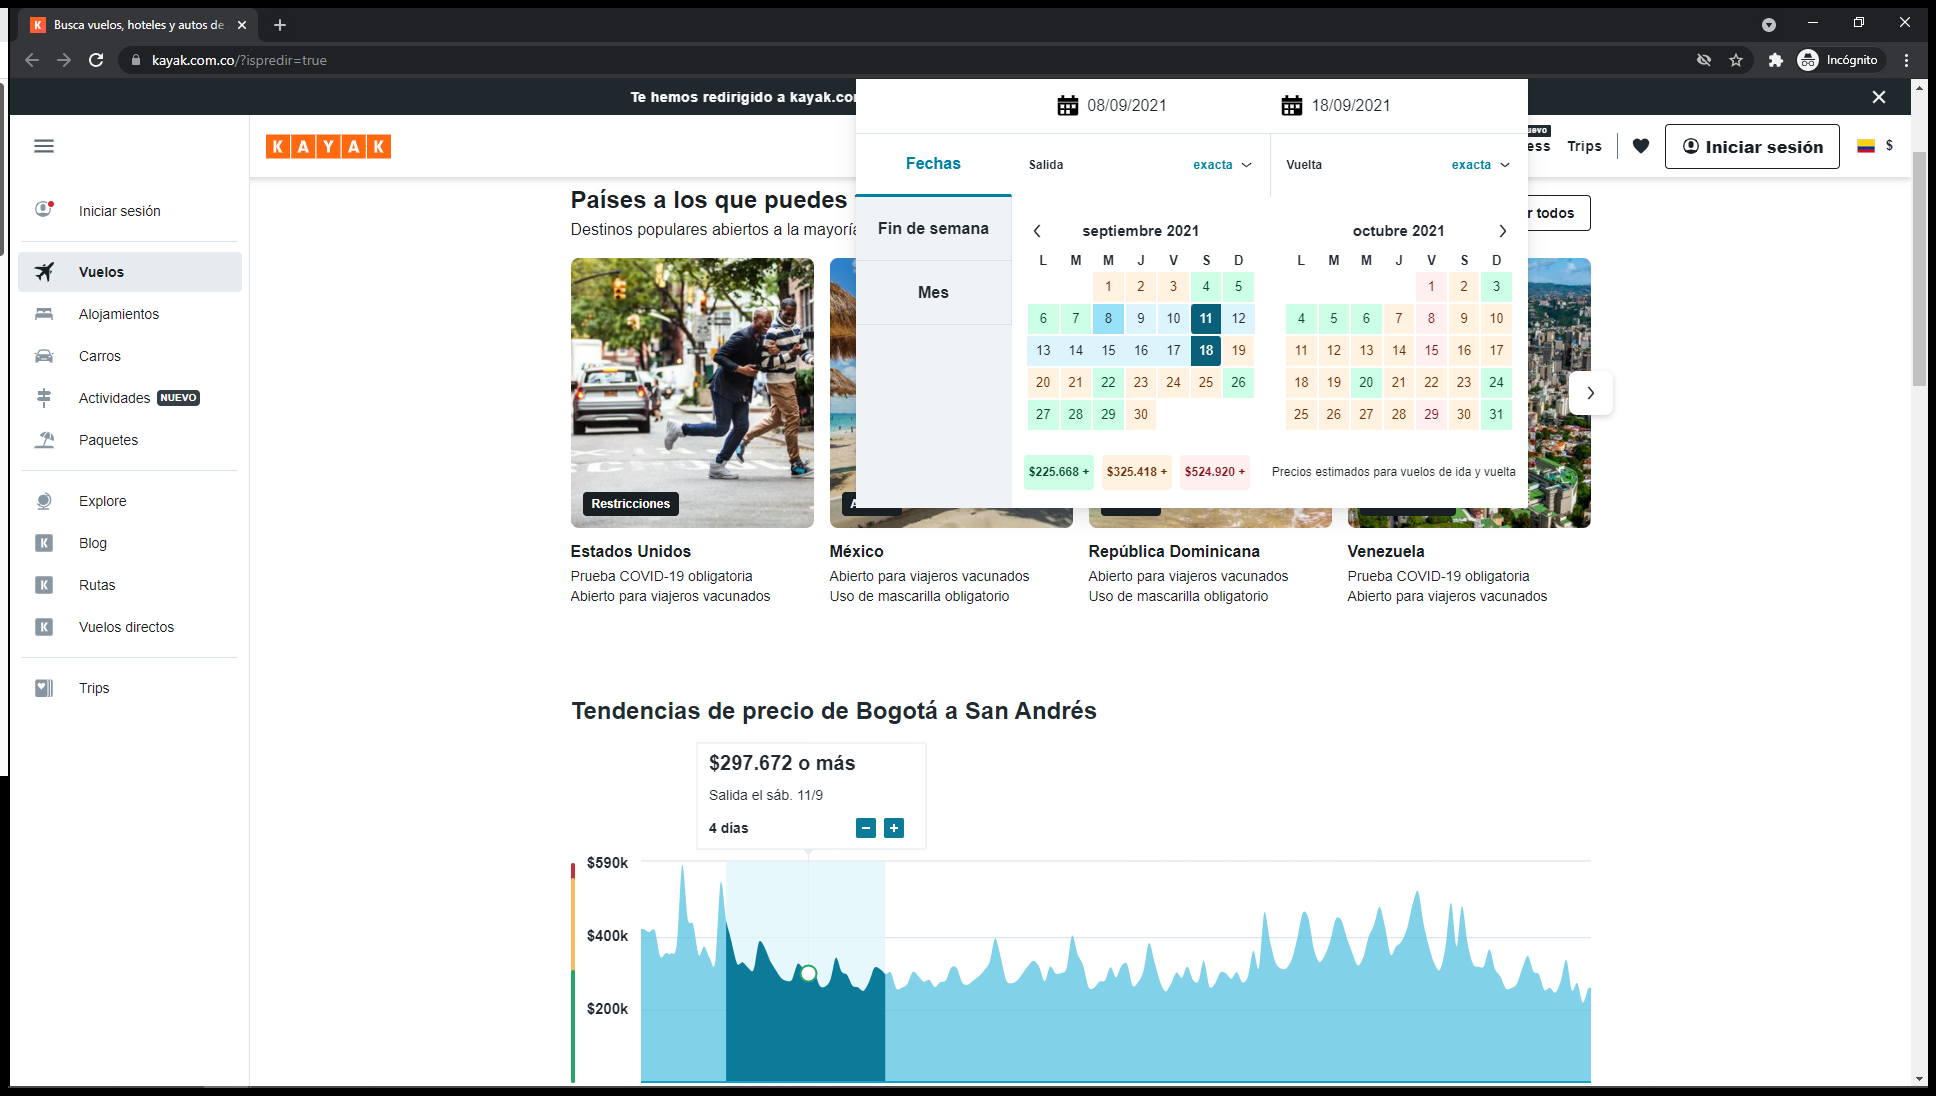 Busca vuelos, hoteles y autos de
kayak.com.co/?ispredir=true
Incógnito
Te hemos redirigido a
08/09/2021
18/09/2021
KAYAK
Trips
Iniciar sesión
$
Iniciar sesión
Vuelos
Alojamientos
Carros
Actividades NUEVO
Paquetes
Explore
Blog
Rutas
Vuelos directos
Trips
Fechas
Fin de semana
Mes
Salida exacta
Vuelta exacta
septiembre 2021
L M M J V S D
1 2 3 4 5
6 7 8 9 10 11 12
13 14 15 16 17 18 19
20 21 22 23 24 25 26
27 28 29 30
octubre 2021
L M M J V S D
1 2 3
4 5 6 7 8 9 10
11 12 13 14 15 16 17
18 19 20 21 22 23 24
25 26 27 28 29 30 31
$225.668 + $325.418 + $524.920 +
Precios estimados para vuelos de ida y vuelta
Países a los que puedes
Destinos populares abiertos a la
todos
Restricciones
Estados Unidos
Prueba COVID-19 obligatoria
Abierto para viajeros vacunados
México
Abierto para viajeros vacunados
Uso de mascarilla obligatorio
República Dominicana
Abierto para viajeros vacunados
Uso de mascarilla obligatorio
Venezuela
Prueba COVID-19 obligatoria
Abierto para viajeros vacunados
Tendencias de precio de Bogotá a San Andrés
$297.672 o más
Salida el sáb. 11/9
4 días
$590k
$400k
$200k